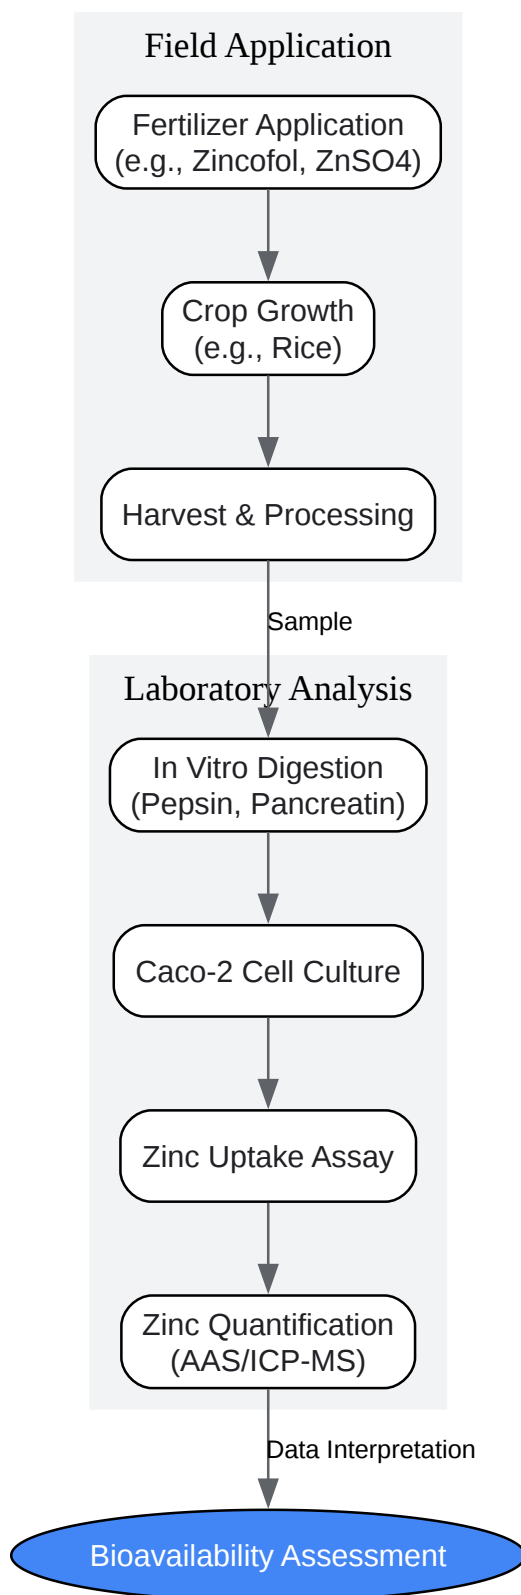 Field Application
Fertilizer Application
(e.g., Zincofol, ZnSO4)
Crop Growth
(e.g., Rice)
Harvest & Processing
Sample
Laboratory Analysis
In Vitro Digestion
(Pepsin, Pancreatin)
Caco-2 Cell Culture
Zinc Uptake Assay
Zinc Quantification
(AAS/ICP-MS)
Data Interpretation
Bioavailability Assessment